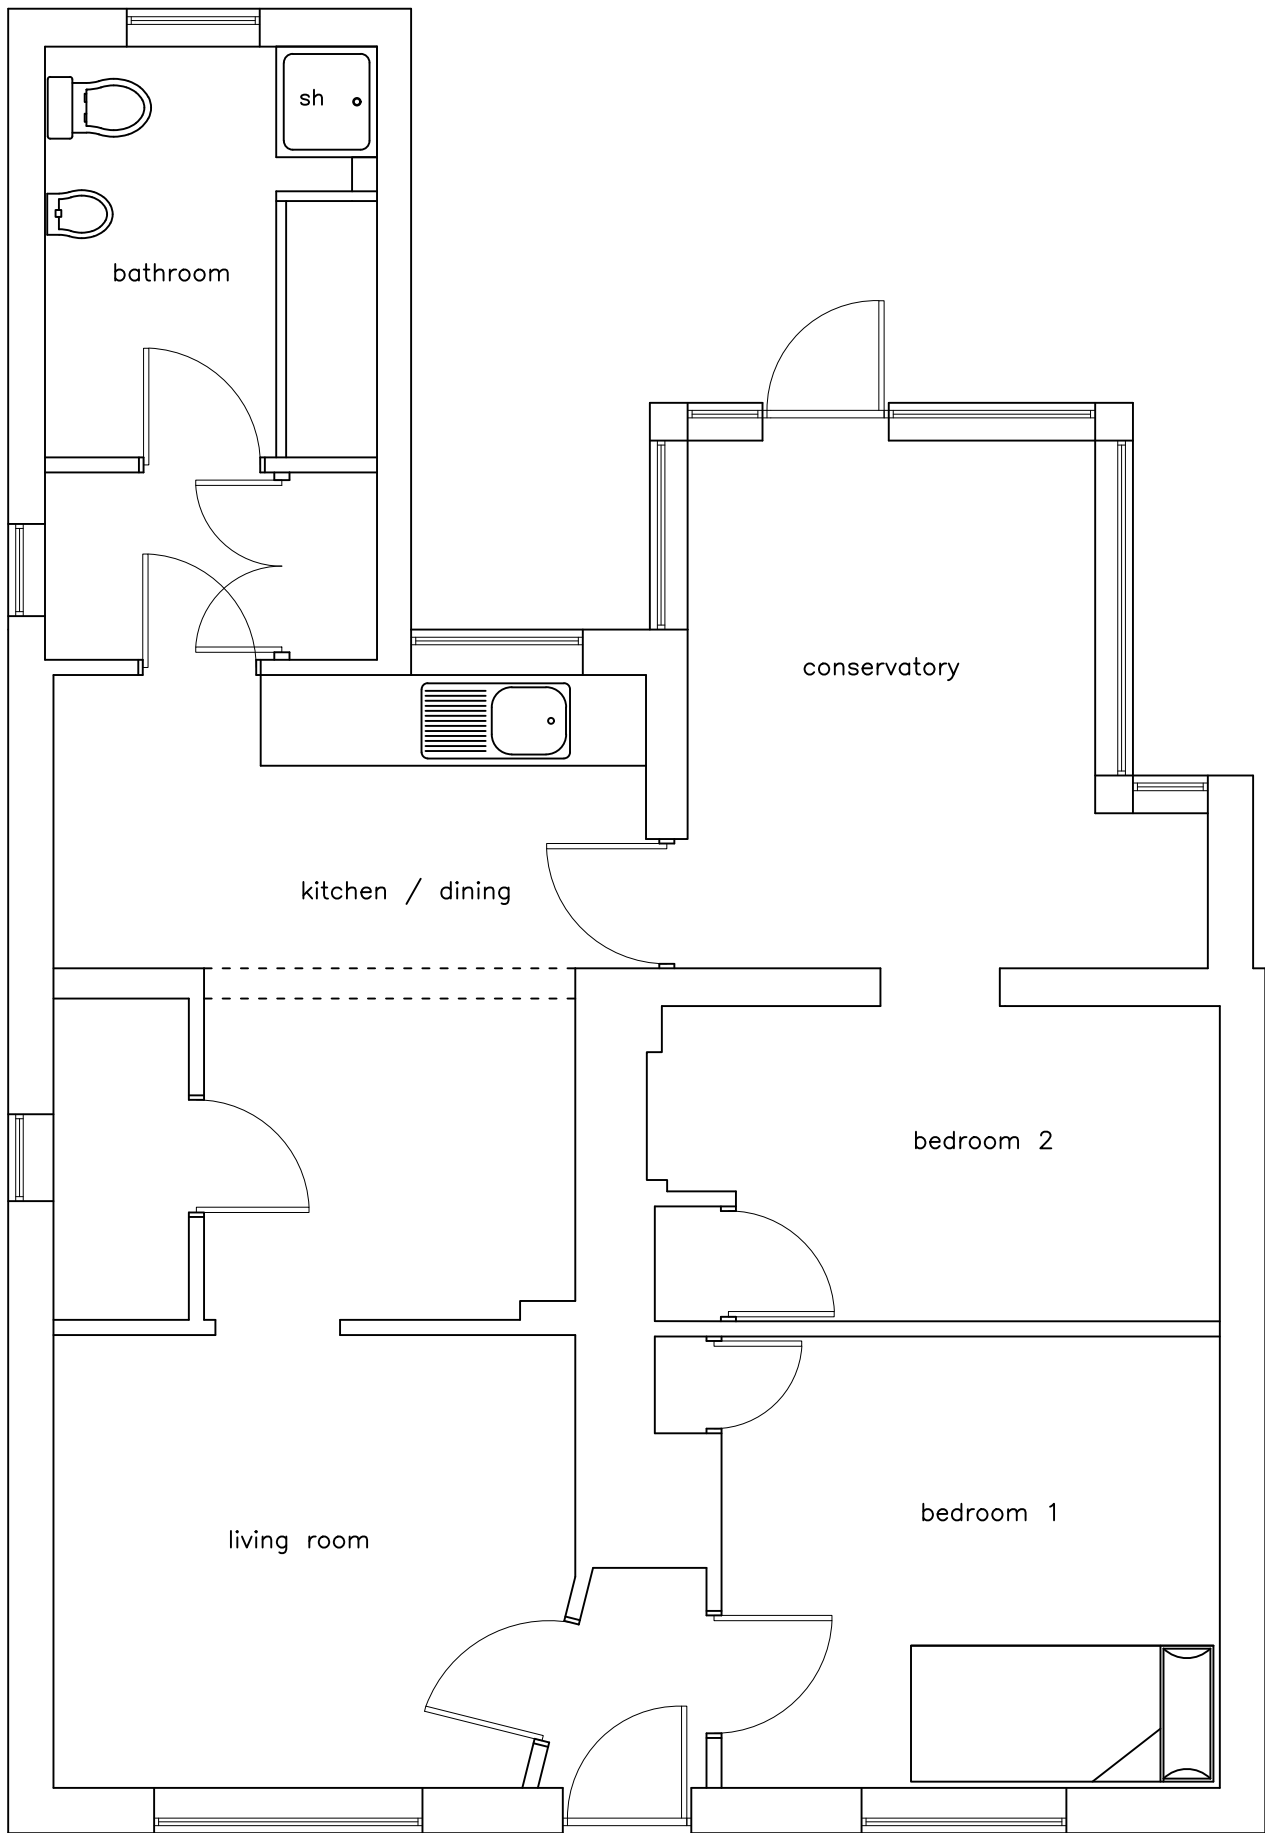 sh
bathroom
conservatory
kitchen / dining
bedroom 2
bedroom 1
living room